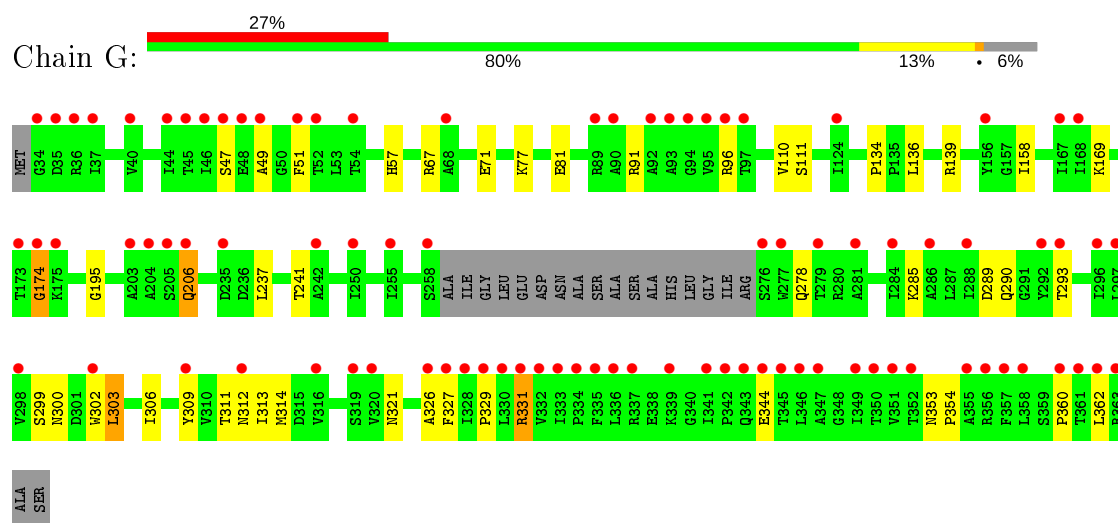 27%
Chain G:
80% 13% • 6%
MET G34 D35 R36 I37 V40 I44 T45 I46 S47 E48 A49 G50 F51 T52 L53 T54 H57 R67 A68 E71 K77 E81 R89 A90 R91 A92 A93 G94 V95 R96 T97 V110 S111 I124 P134 P135 L136 R139 Y156 G157 I158 I167 I168 K169
T173 G174 K175 G195 A203 A204 S205 Q206 D235 D236 L237 T241 A242 I250 I255 S258 ALA ILE GLY LEU GLU ASP ASN ALA SER ALA SER ALA HIS LEU GLY ILE ARG S276 W277 Q278 T279 R280 A281 I284 K285 A286 L287 I288 D289 Q290 G291 Y292 T293 I296 L297
V298 S299 N300 D301 W302 L303 I306 Y309 V310 T311 N312 I313 M314 D315 V316 S319 V320 N321 A326 F327 I328 P329 L330 R331 V332 I333 P334 F335 L336 R337 E338 K339 G340 I341 P342 Q343 E344 T345 L346 A347 G348 I349 T350 V351 T352 N353 P354 A355 R356 F357 L358 S359 P360 T361 L362 R363
ALA SER